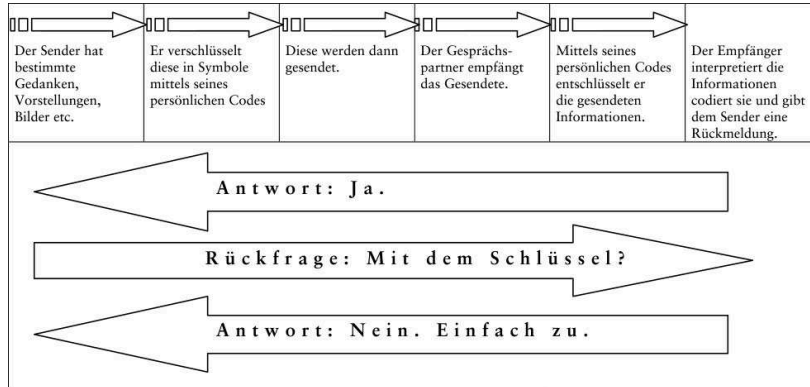 Der Sender hat
bestimmte
Gedanken,
Vorstellungen,
Bilder etc.
Er verschlüsselt
diese in Symbole
mittels seines
persönlichen Codes
Diese werden dann
gesendet.
Der Gesprächs-
partner empfängt
das Gesendete.
Mittels seines
persönlichen Codes
entschlüsselt er
die gesendeten
Informationen.
Der Empfänger
interpretiert die
Informationen
codiert sie und gibt
dem Sender eine
Rückmeldung.
Antwort: Ja.
Rückfrage: Mit dem Schlüssel?
Antwort: Nein. Einfach zu.